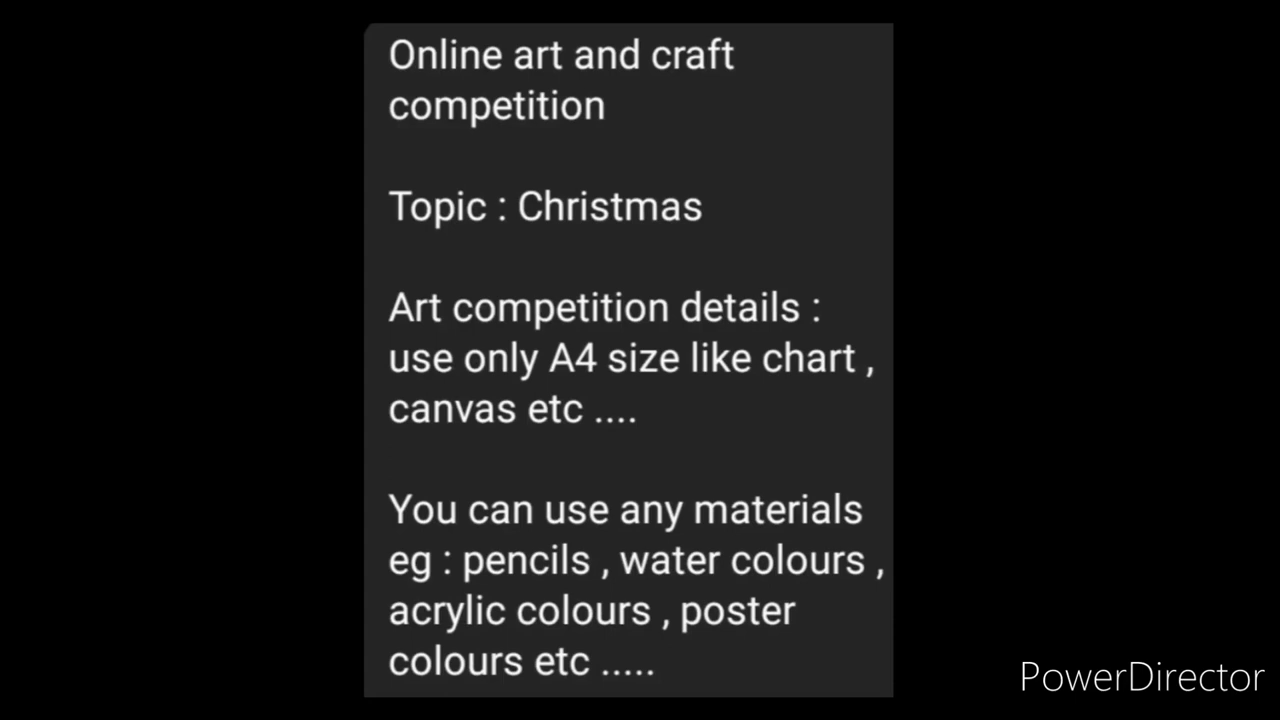 Online art and craft
competition
Topic : Christmas
Art competition details :
use only A4 size like chart ,
canvas etc ....
You can use any materials
eg : pencils , water colours ,
acrylic colours , poster
colours etc .....
PowerDirector